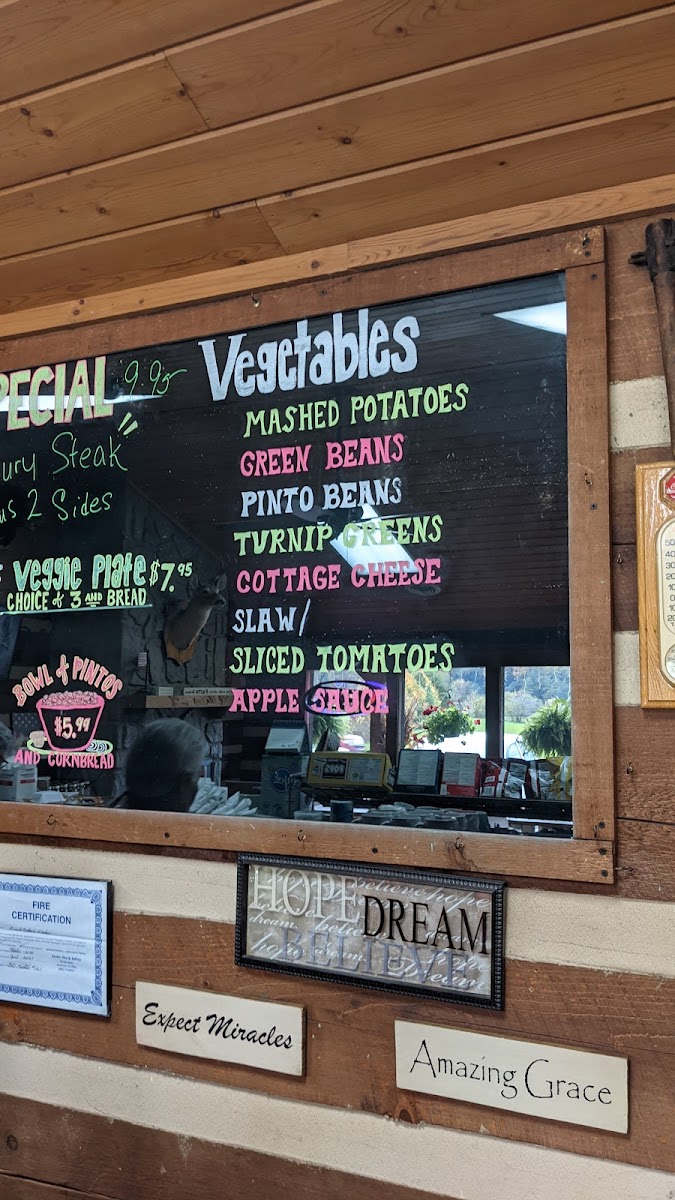 PECIAL 9.95
ury Steak
us 2 Sides
Veggie Plate $7.95
CHOICE of 3 AND BREAD
BOWL of PINTOS
$5.99
AND CORNBREAD
Vegetables
MASHED POTATOES
GREEN BEANS
PINTO BEANS
TURNIP GREENS
COTTAGE CHEESE
SLAW/
SLICED TOMATOES
APPLE SAUCE
FIRE
CERTIFICATION
HOPE
DREAM
BELIEVE
Expect Miracles
Amazing Grace